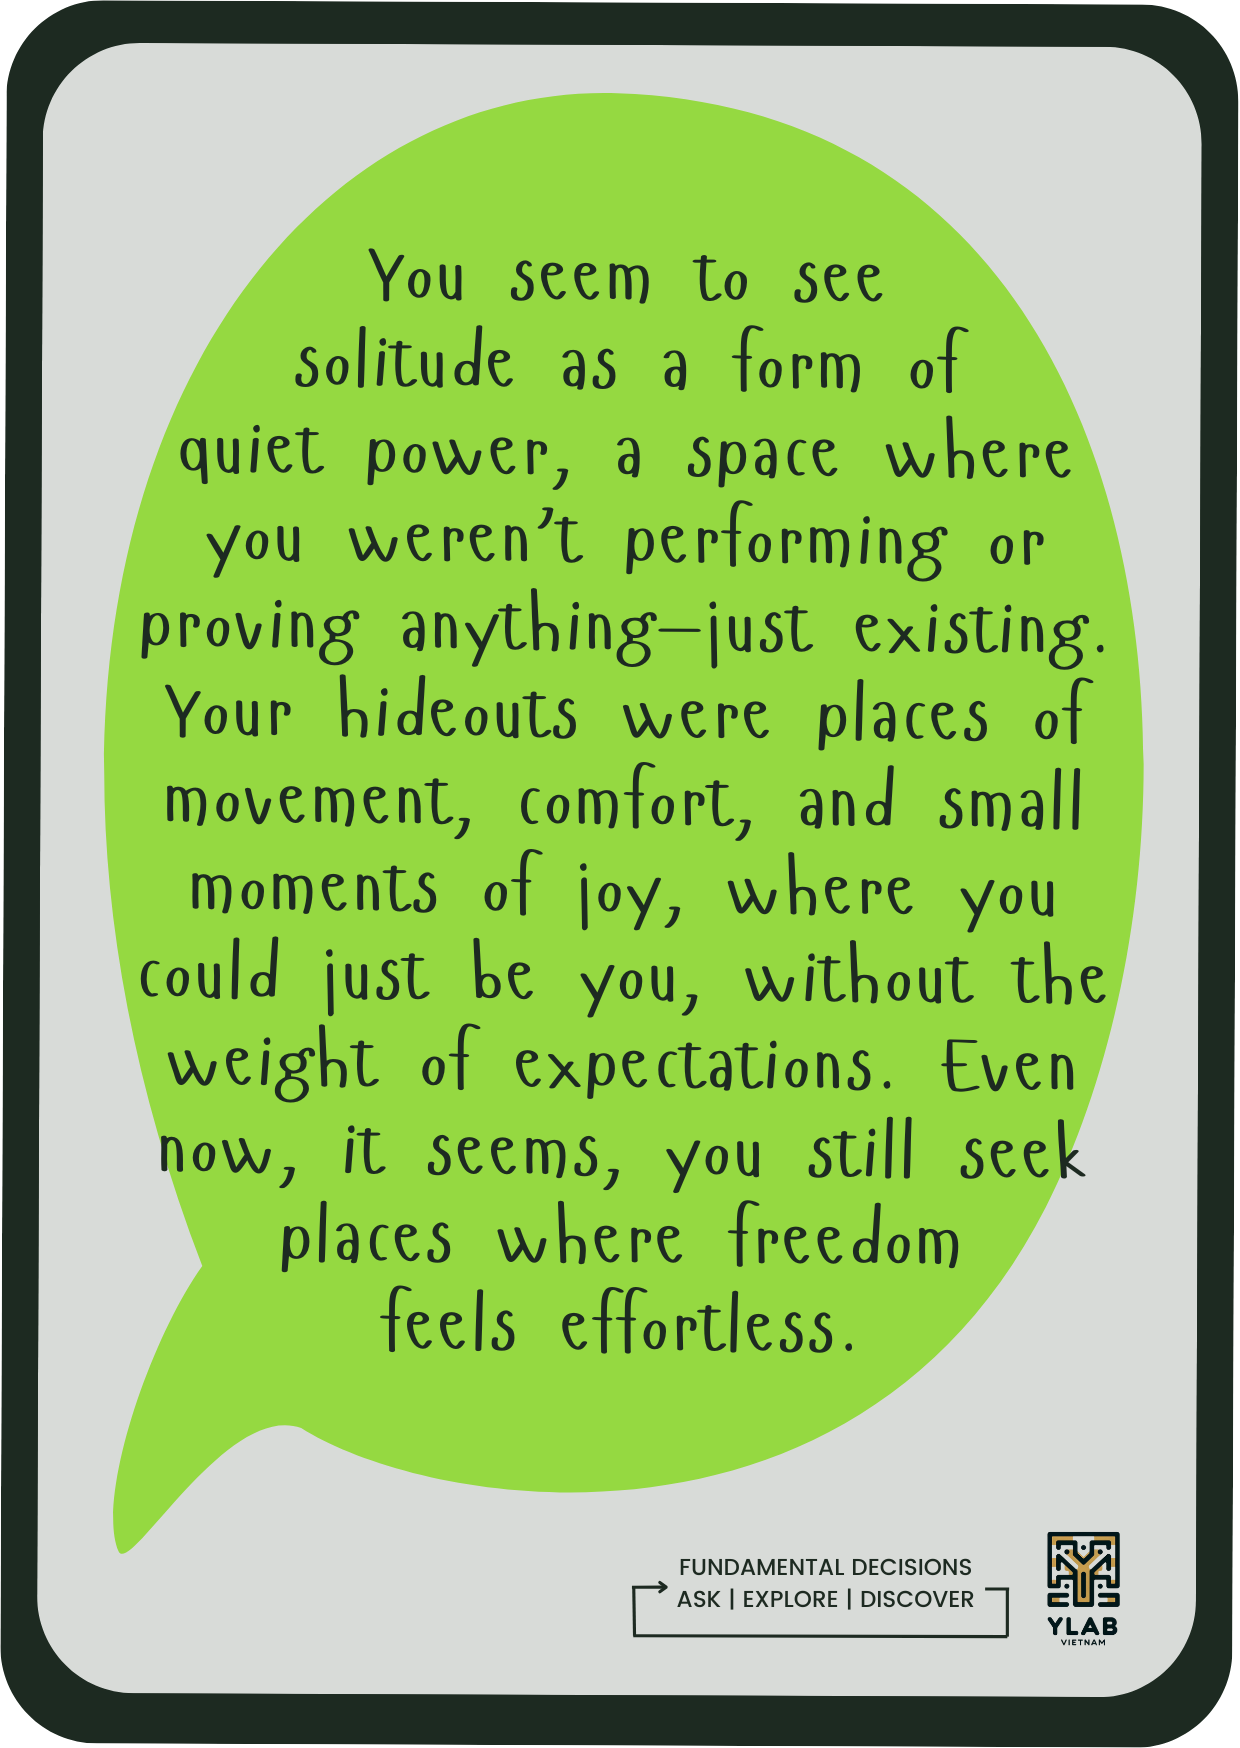 You seem to see
solitude as a form of
quiet power, a space where
you weren’t performing or
proving anything—just existing.
Your hideouts were places of
movement, comfort, and small
moments of joy, where you
could just be you, without the
weight of expectations. Even
now, it seems, you still seek
places where freedom
feels effortless.
FUNDAMENTAL DECISIONS
ASK | EXPLORE | DISCOVER
YLAB
VIETNAM